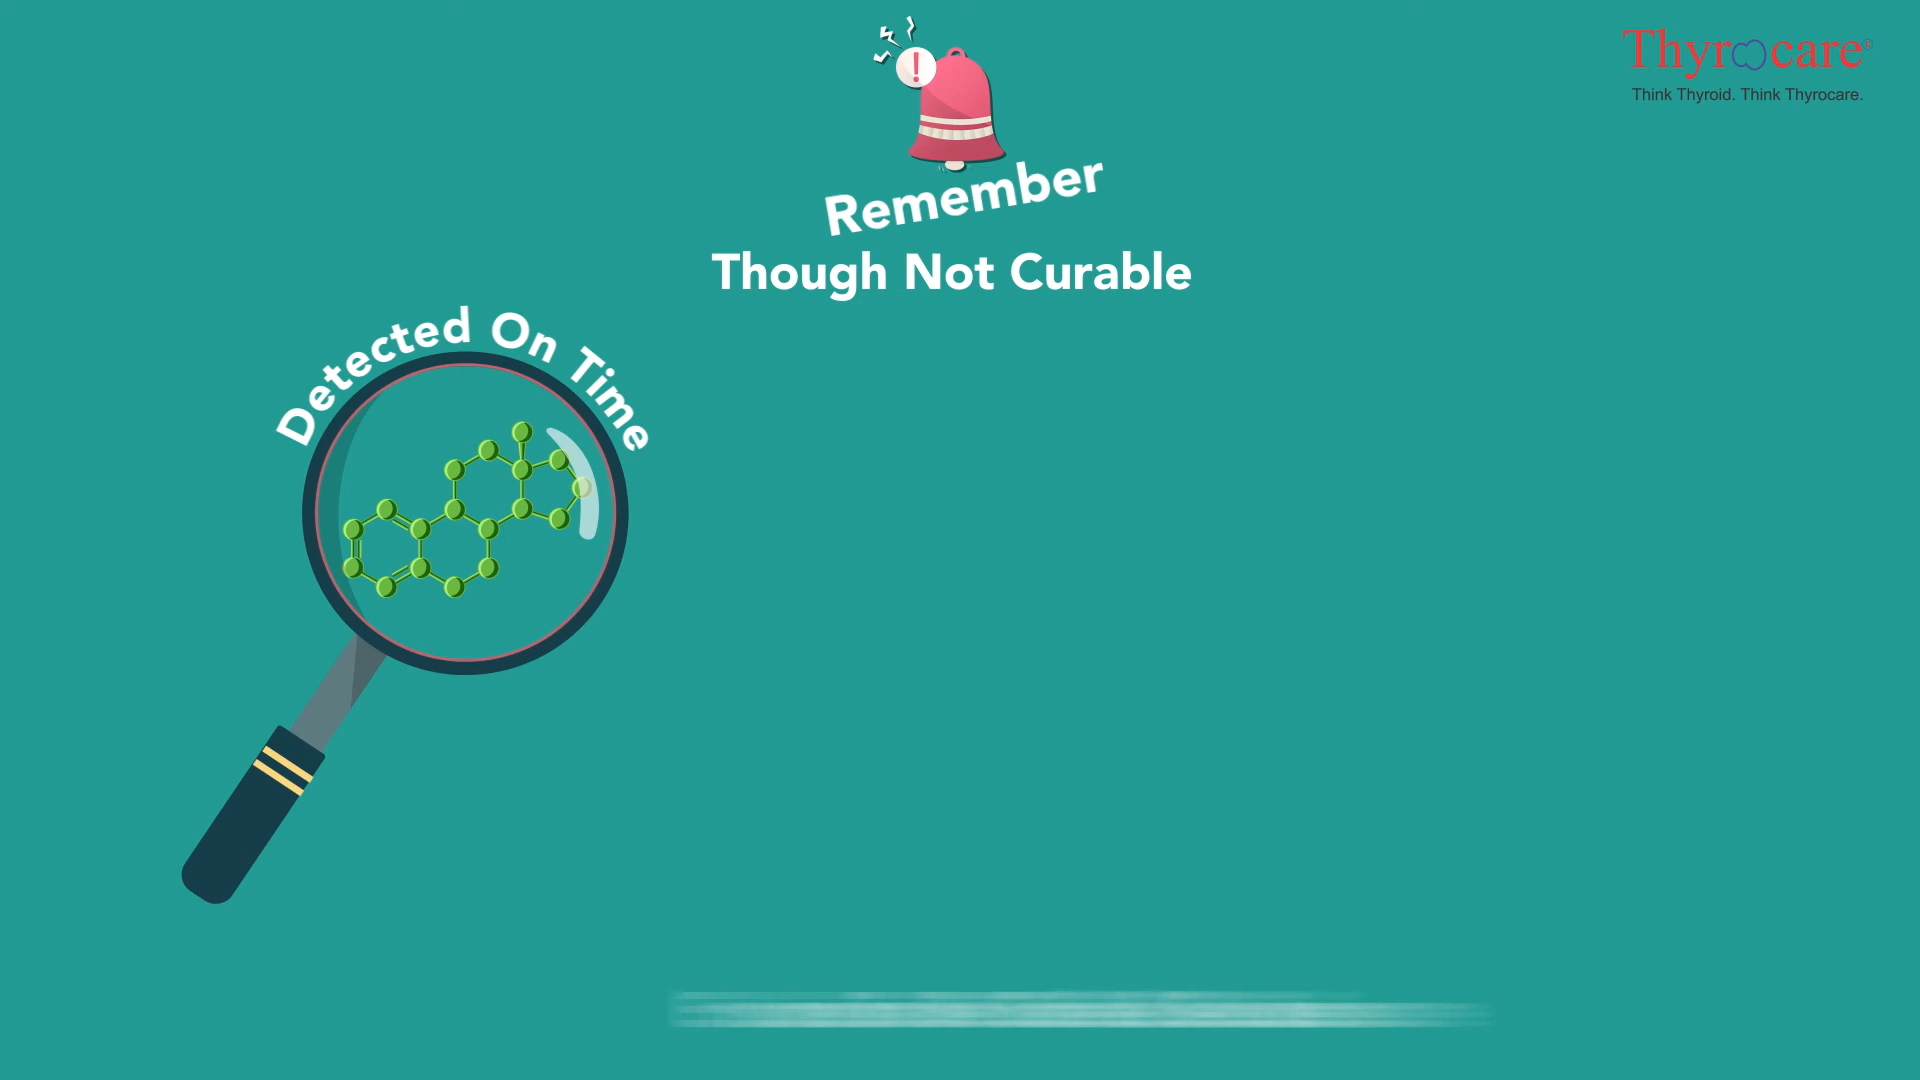 Thyrocare®
Think Thyroid. Think Thyrocare.
!
Remember
Though Not Curable
Detected On Time